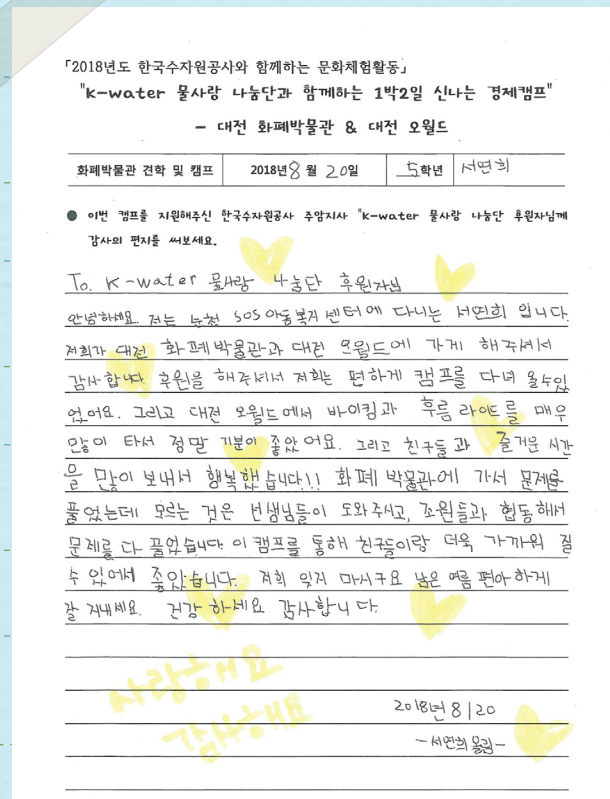 「2018년도 한국수자원공사와 함께하는 문화체험활동」
"K-water 물사랑 나눔단과 함께하는 1박2일 신나는 경제캠프"
- 대전 화폐박물관 & 대전 오월드
화폐박물관 견학 및 캠프 2018년 8 월 20일 5학년 서연희
● 이번 캠프를 지원해주신 한국수자원공사 주암지사 "K-water 물사랑 나눔단 후원자님께
감사의 편지를 써보세요.
To. K-water 물사랑 나눔단 후원자님
안녕하세요. 저는 순천 SOS아동복지센터에 다니는 서연희 입니다.
저희가 대전 화폐박물관과 대전 오월드에 가게 해주셔서
감사합니다. 후원을 해주셔서 저희는 편하게 캠프를 다녀 올수있
었어요. 그리고 대전 오월드에서 바이킹과 후름라이드를 매우
많이 타서 정말 기분이 좋았어요. 그리고 친구들과 즐거운 시간
을 많이 보내서 행복했습니다!! 화폐 박물관에 가서 문제를
풀었는데 모르는 것은 선생님들이 도와주시고, 조원들과 협동해서
문제를 다 풀었습니다. 이 캠프를 통해 친구들이랑 더욱 가까워 질
수 있어서 좋았습니다. 저희 잊지 마시구요 남은 여름 편아하게
잘 지내세요. 건강 하세요 감사합니다.
사랑해요
감사해요
2018년 8/20
-서연희 올림-